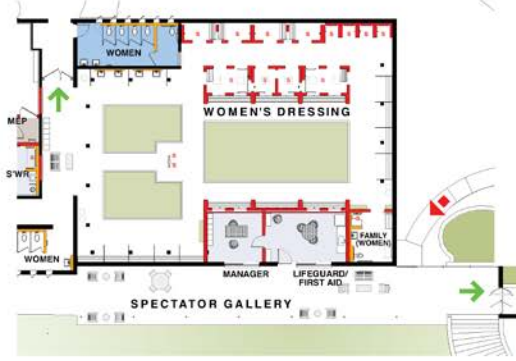 WOMEN
WOMEN'S DRESSING
MEP
S'WR
WOMEN
MANAGER
LIFEGUARD/
FIRST AID
FAMILY
(WOMEN)
SPECTATOR GALLERY